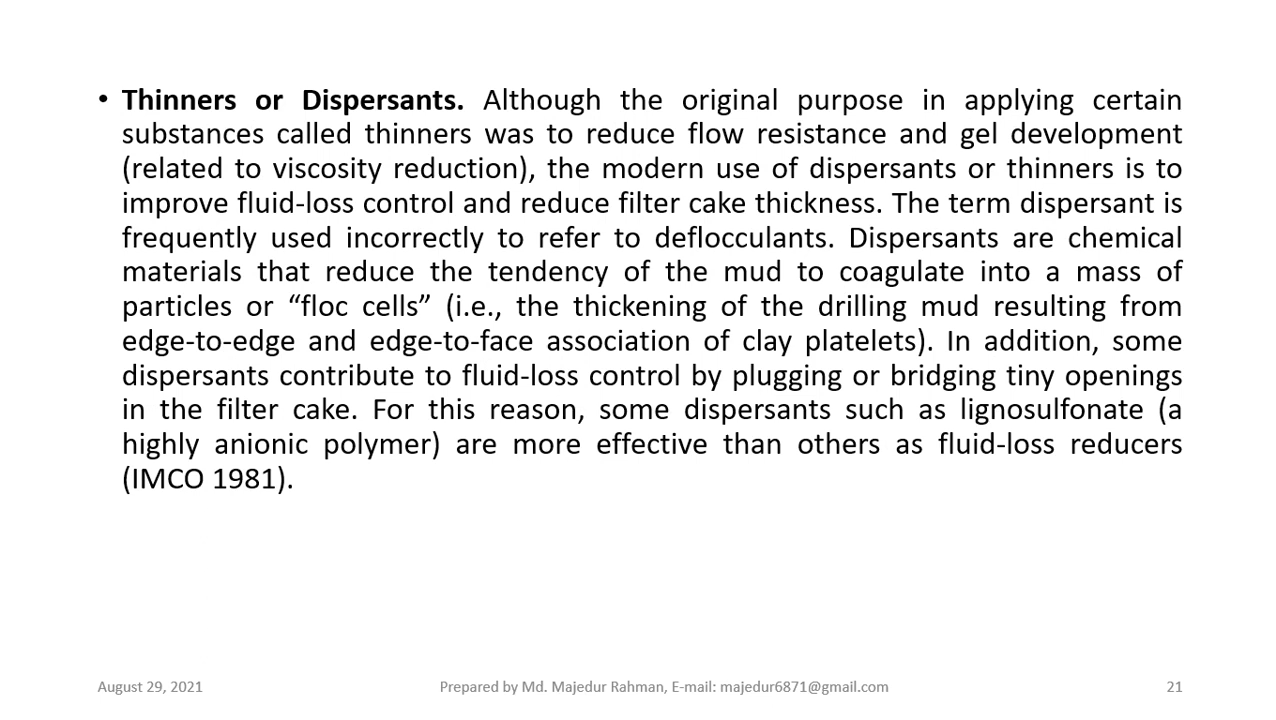 • Thinners or Dispersants. Although the original purpose in applying certain
substances called thinners was to reduce flow resistance and gel development
(related to viscosity reduction), the modern use of dispersants or thinners is to
improve fluid-loss control and reduce filter cake thickness. The term dispersant is
frequently used incorrectly to refer to deflocculants. Dispersants are chemical
materials that reduce the tendency of the mud to coagulate into a mass of
particles or “floc cells” (i.e., the thickening of the drilling mud resulting from
edge-to-edge and edge-to-face association of clay platelets). In addition, some
dispersants contribute to fluid-loss control by plugging or bridging tiny openings
in the filter cake. For this reason, some dispersants such as lignosulfonate (a
highly anionic polymer) are more effective than others as fluid-loss reducers
(IMCO 1981).
August 29, 2021
Prepared by Md. Majedur Rahman, E-mail: majedur6871@gmail.com
21